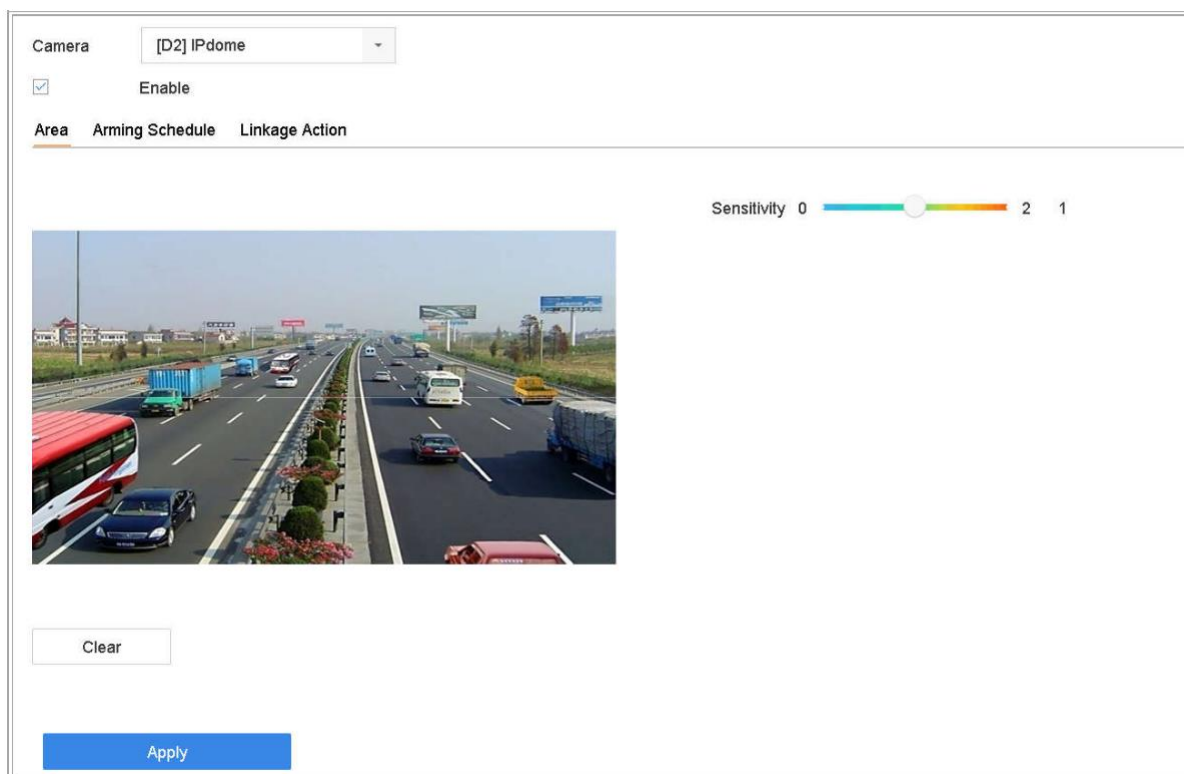 Camera [D2] IPdome
Enable
Area Arming Schedule Linkage Action
Sensitivity 0 2 1
Clear
Apply